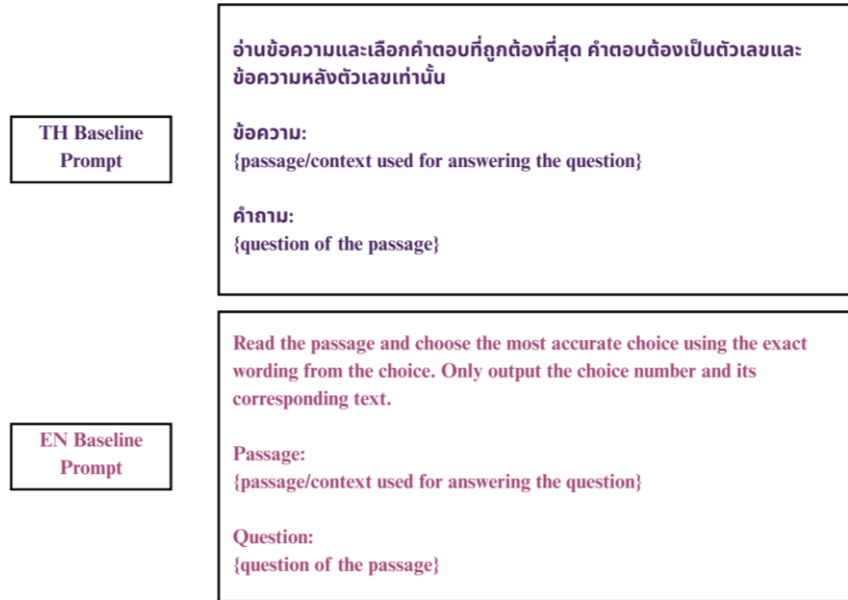 อ่านข้อความและเลือกคำตอบที่ถูกต้องที่สุด คำตอบต้องเป็นตัวเลขและ
ข้อความหลังตัวเลขเท่านั้น
TH Baseline
Prompt
ข้อความ:
{passage/context used for answering the question}
คำถาม:
{question of the passage}
Read the passage and choose the most accurate choice using the exact
wording from the choice. Only output the choice number and its
corresponding text.
EN Baseline
Prompt
Passage:
{passage/context used for answering the question}
Question:
{question of the passage}